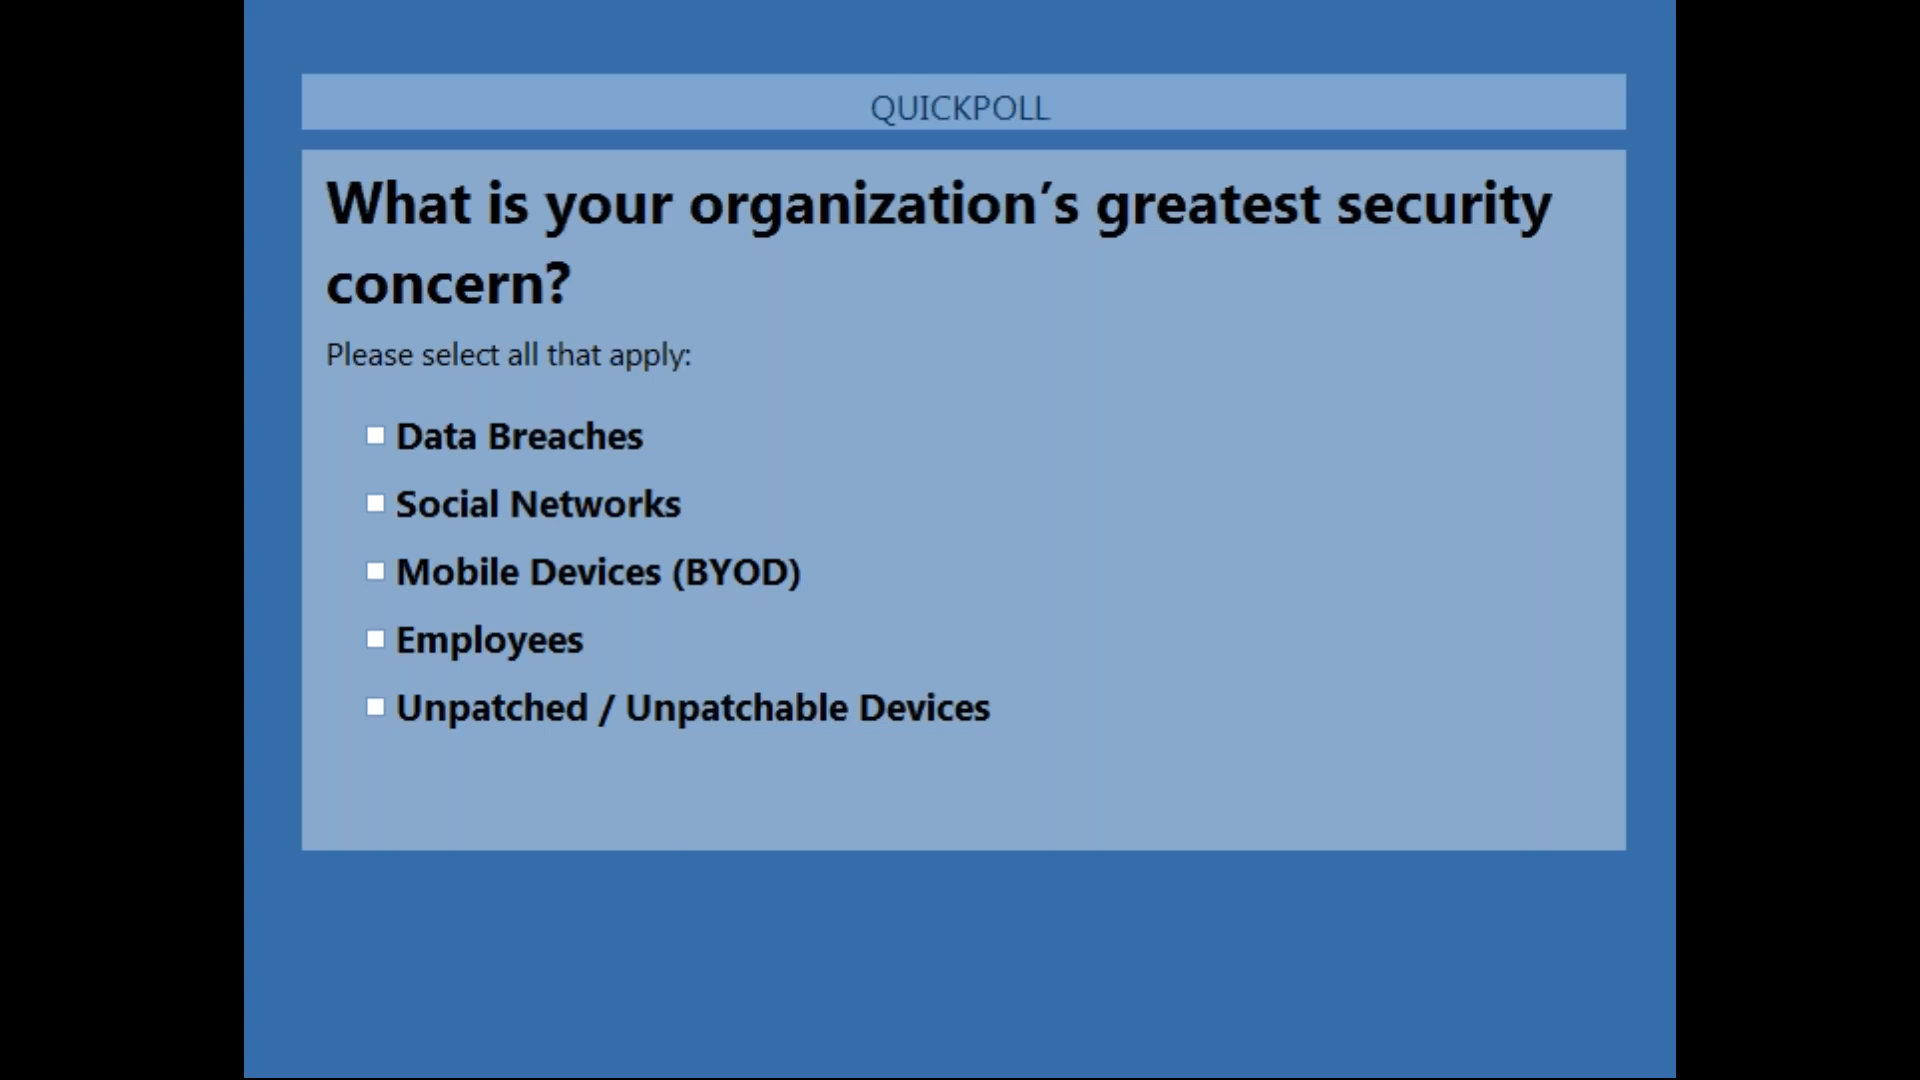 QUICKPOLL
What is your organization’s greatest security
concern?
Please select all that apply:
Data Breaches
Social Networks
Mobile Devices (BYOD)
Employees
Unpatched / Unpatchable Devices